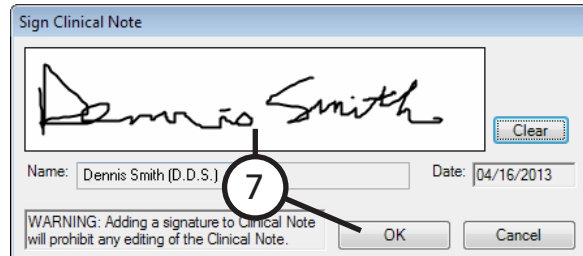 Sign Clinical Note
Dennis Smith
Clear
Name: Dennis Smith (D.D.S.) Date: 04/16/2013
7
WARNING: Adding a signature to Clinical Note
will prohibit any editing of the Clinical Note.
OK Cancel